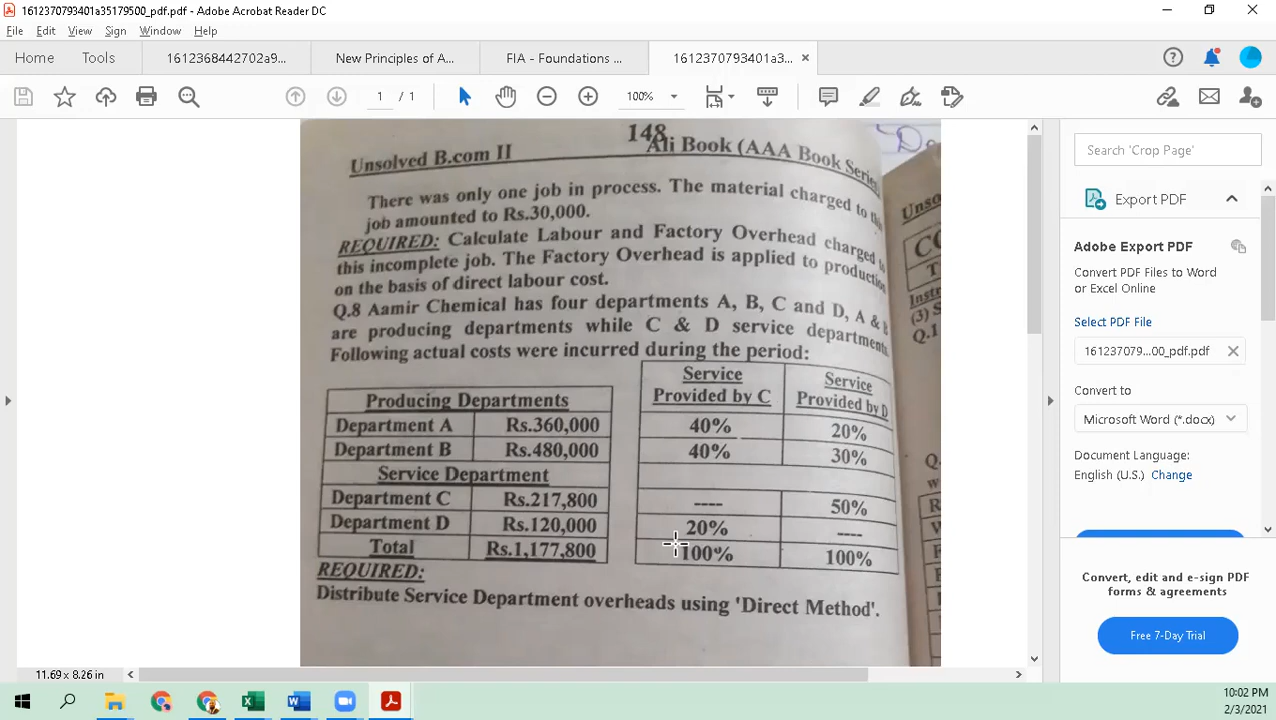 1612370793401a35179500_pdf.pdf - Adobe Acrobat Reader DC
File Edit View Sign Window Help
Home Tools 1612368442702a9... New Principles of A... FIA - Foundations ... 1612370793401a3...
1 / 1 100%
148
Unsolved B.com II Ali Book (AAA Book Series
There was only one job in process. The material charged to this
job amounted to Rs.30,000.
REQUIRED: Calculate Labour and Factory Overhead charged to
this incomplete job. The Factory Overhead is applied to production
on the basis of direct labour cost.
Q.8 Aamir Chemical has four departments A, B, C and D, A & B
are producing departments while C & D service departments.
Following actual costs were incurred during the period:
Producing Departments
Department A Rs.360,000
Department B Rs.480,000
Service Department
Department C Rs.217,800
Department D Rs.120,000
Total Rs.1,177,800
Service Provided by C
Service Provided by D
40% 20%
40% 30%
---- 50%
20% ----
100% 100%
REQUIRED:
Distribute Service Department overheads using 'Direct Method'.
Unso
Instr
(3) S
Q.1
Search 'Crop Page'
Export PDF
Adobe Export PDF
Convert PDF Files to Word
or Excel Online
Select PDF File
161237079...00_pdf.pdf
Convert to
Microsoft Word (*.docx)
Document Language:
English (U.S.) Change
Convert, edit and e-sign PDF
forms & agreements
Free 7-Day Trial
11.69 x 8.26 in
10:02 PM
2/3/2021